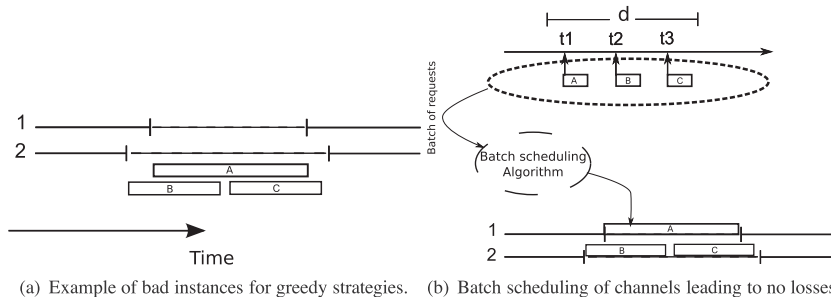 d
t1 t2 t3
A B C
Batch of requests
1
2
A
B C
Batch scheduling
Algorithm
Time
1
A
2
B C
(a) Example of bad instances for greedy strategies.
(b) Batch scheduling of channels leading to no losses